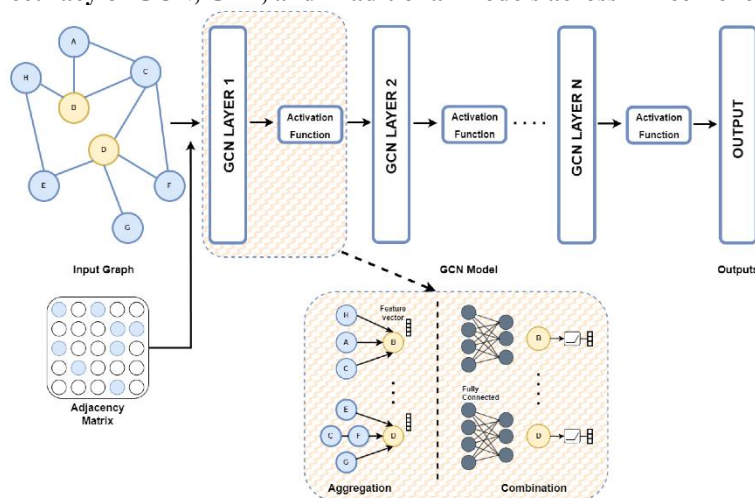 A
H
C
B
D
E
F
G
Input Graph
GCN LAYER 1
Activation
Function
GCN LAYER 2
Activation
Function
GCN LAYER N
Activation
Function
OUTPUT
GCN Model
Outputs
Adjacency
Matrix
Feature
vector
H
A
B
C
E
C
F
D
G
Aggregation
Fully
Connected
B
D
Combination